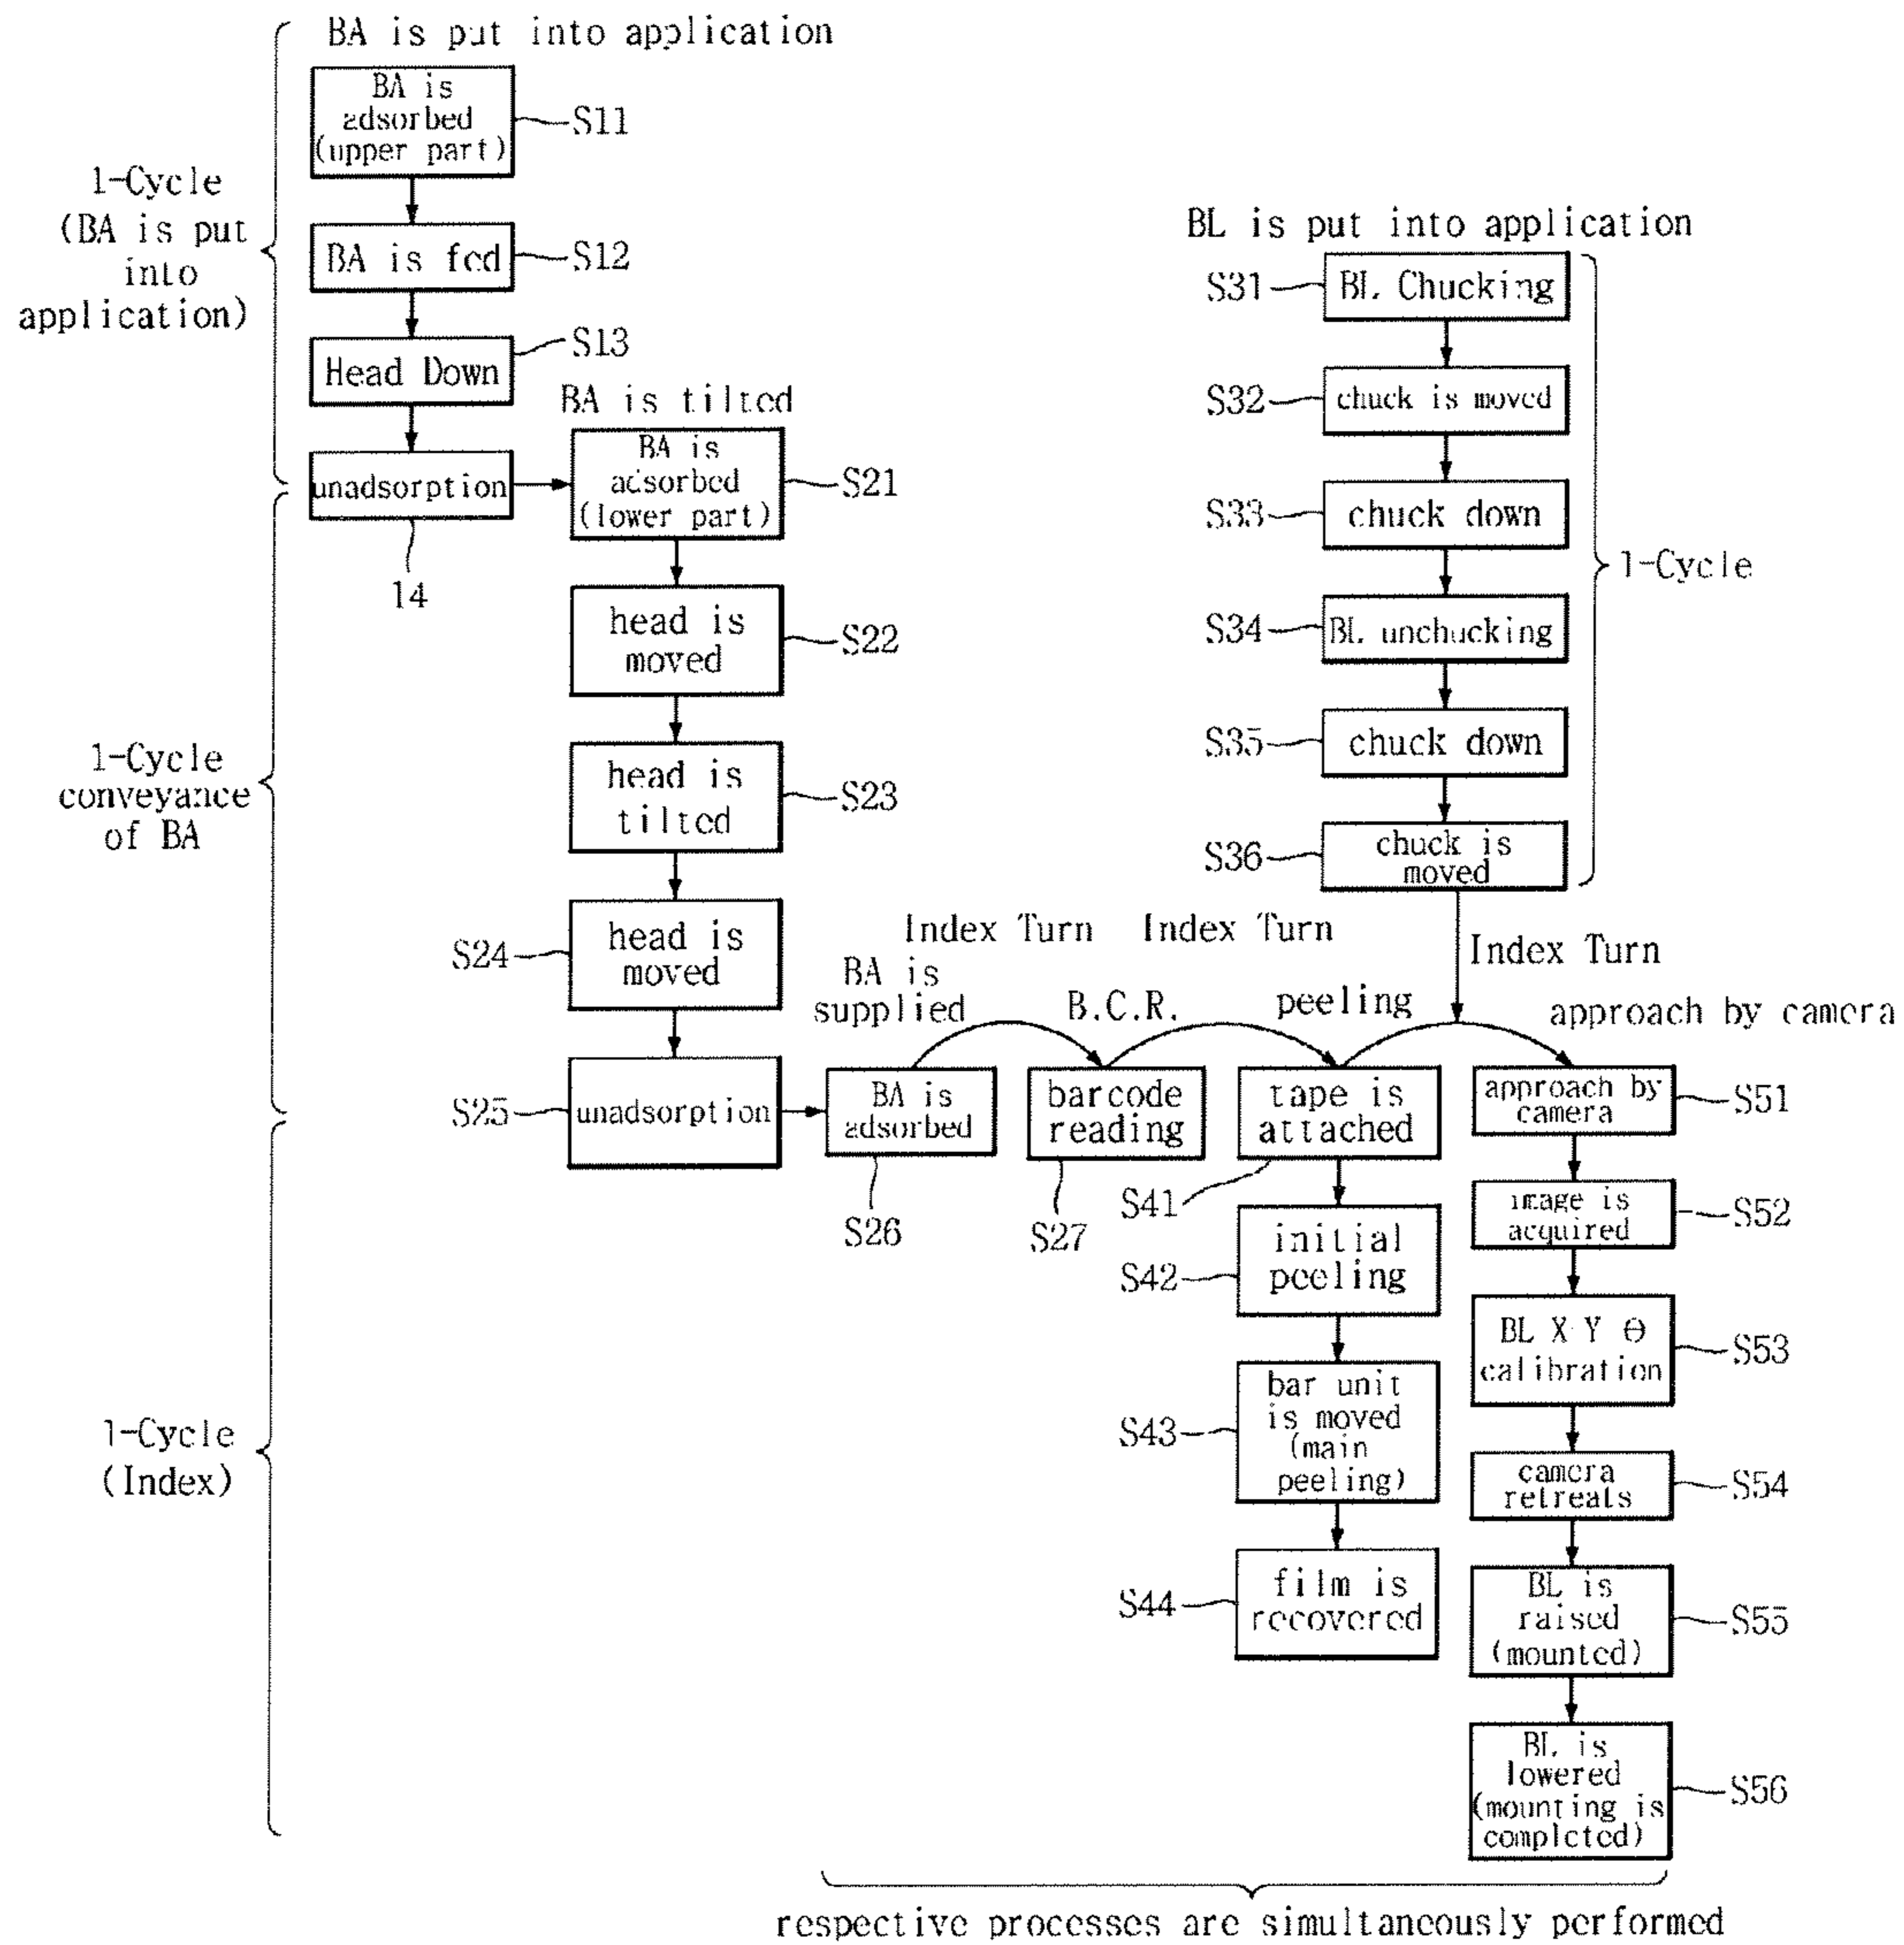 BA is put into application
BA is
adsorbed
(upper part)
S11
1-Cycle
(BA is put
into
application)
BA is fed
S12
Head Down
S13
unadsorption
14
BA is tilted
BA is
adsorbed
(lower part)
S21
head is
moved
S22
1-Cycle
conveyance
of BA
head is
tilted
S23
head is
moved
S24
unadsorption
S25
BL is put into application
S31
BL Chucking
S32
chuck is moved
S33
chuck down
1-Cycle
S34
BL unchucking
S35
chuck down
S36
chuck is
moved
Index Turn
Index Turn
Index Turn
BA is
supplied
B.C.R.
peeling
approach by camera
BA is
adsorbed
S26
barcode
reading
S27
tape is
attached
S41
initial
peeling
S42
bar unit
is moved
(main
peeling)
S43
film is
recovered
S44
approach by
camera
S51
image is
acquired
S52
BL X Y Θ
calibration
S53
camera
retreats
S54
BL is
raised
(mounted)
S55
BL is
lowered
(mounting is
completed)
S56
1-Cycle
(Index)
respective processes are simultaneously performed